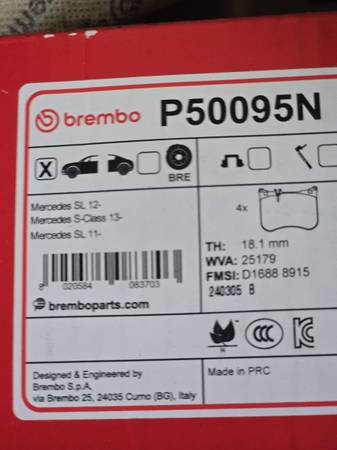 brembo P50095N
X
BRE
Mercedes SL 12-
Mercedes S-Class 13-
Mercedes SL 11-
4x
TH: 18.1 mm
WVA: 25179
FMSI: D1688 8915
240305 B
8 020584 083703
bremboparts.com
CCC
Designed & Engineered by
Brembo S.p.A.
via Brembo 25, 24035 Curno (BG), Italy
Made in PRC